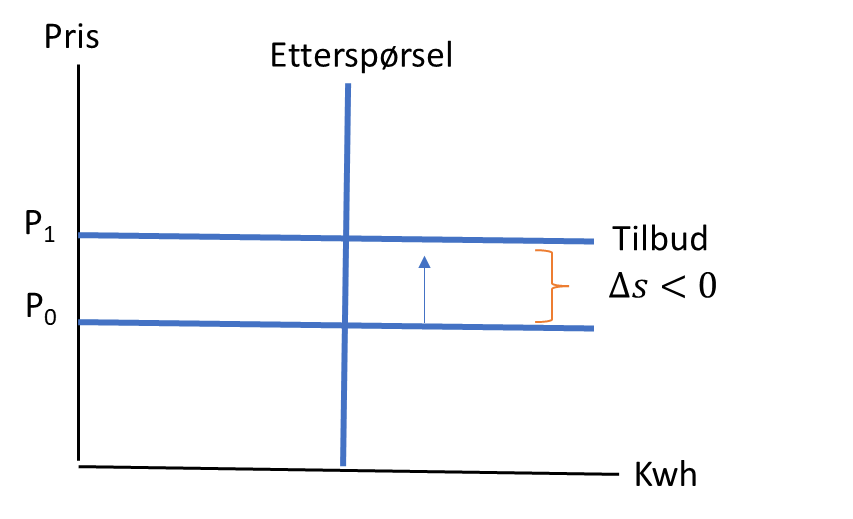 Pris
Etterspørsel
P₁
Tilbud
Δs < 0
P₀
Kwh